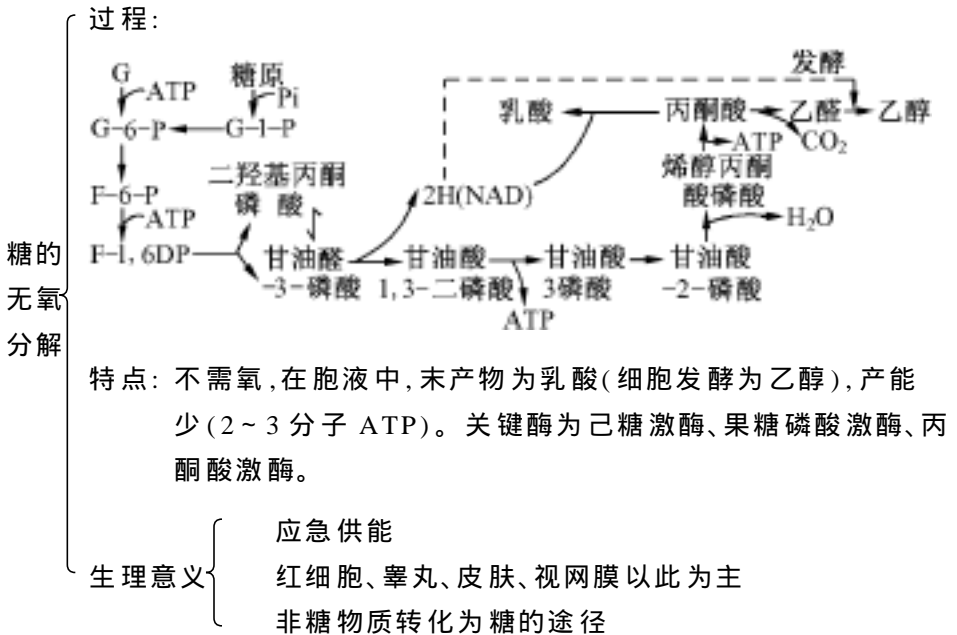 过程:
G
ATP
糖原
Pi
G-6-P
G-1-P
F-6-P
ATP
F-1,6DP
二羟基丙酮
磷 酸
甘油醛
-3-磷酸
2H(NAD)
甘油酸
1,3-二磷酸
ATP
甘油酸
3磷酸
甘油酸
-2-磷酸
H₂O
烯醇丙酮
酸磷酸
ATP
丙酮酸
乳酸
乙醛
CO₂
乙醇
发酵
糖的
无氧
分解
特点: 不需氧,在胞液中,末产物为乳酸(细胞发酵为乙醇),产能
少(2~3分子 ATP)。关键酶为己糖激酶、果糖磷酸激酶、丙
酮酸激酶。
生理意义
应急供能
红细胞、睾丸、皮肤、视网膜以此为主
非糖物质转化为糖的途径